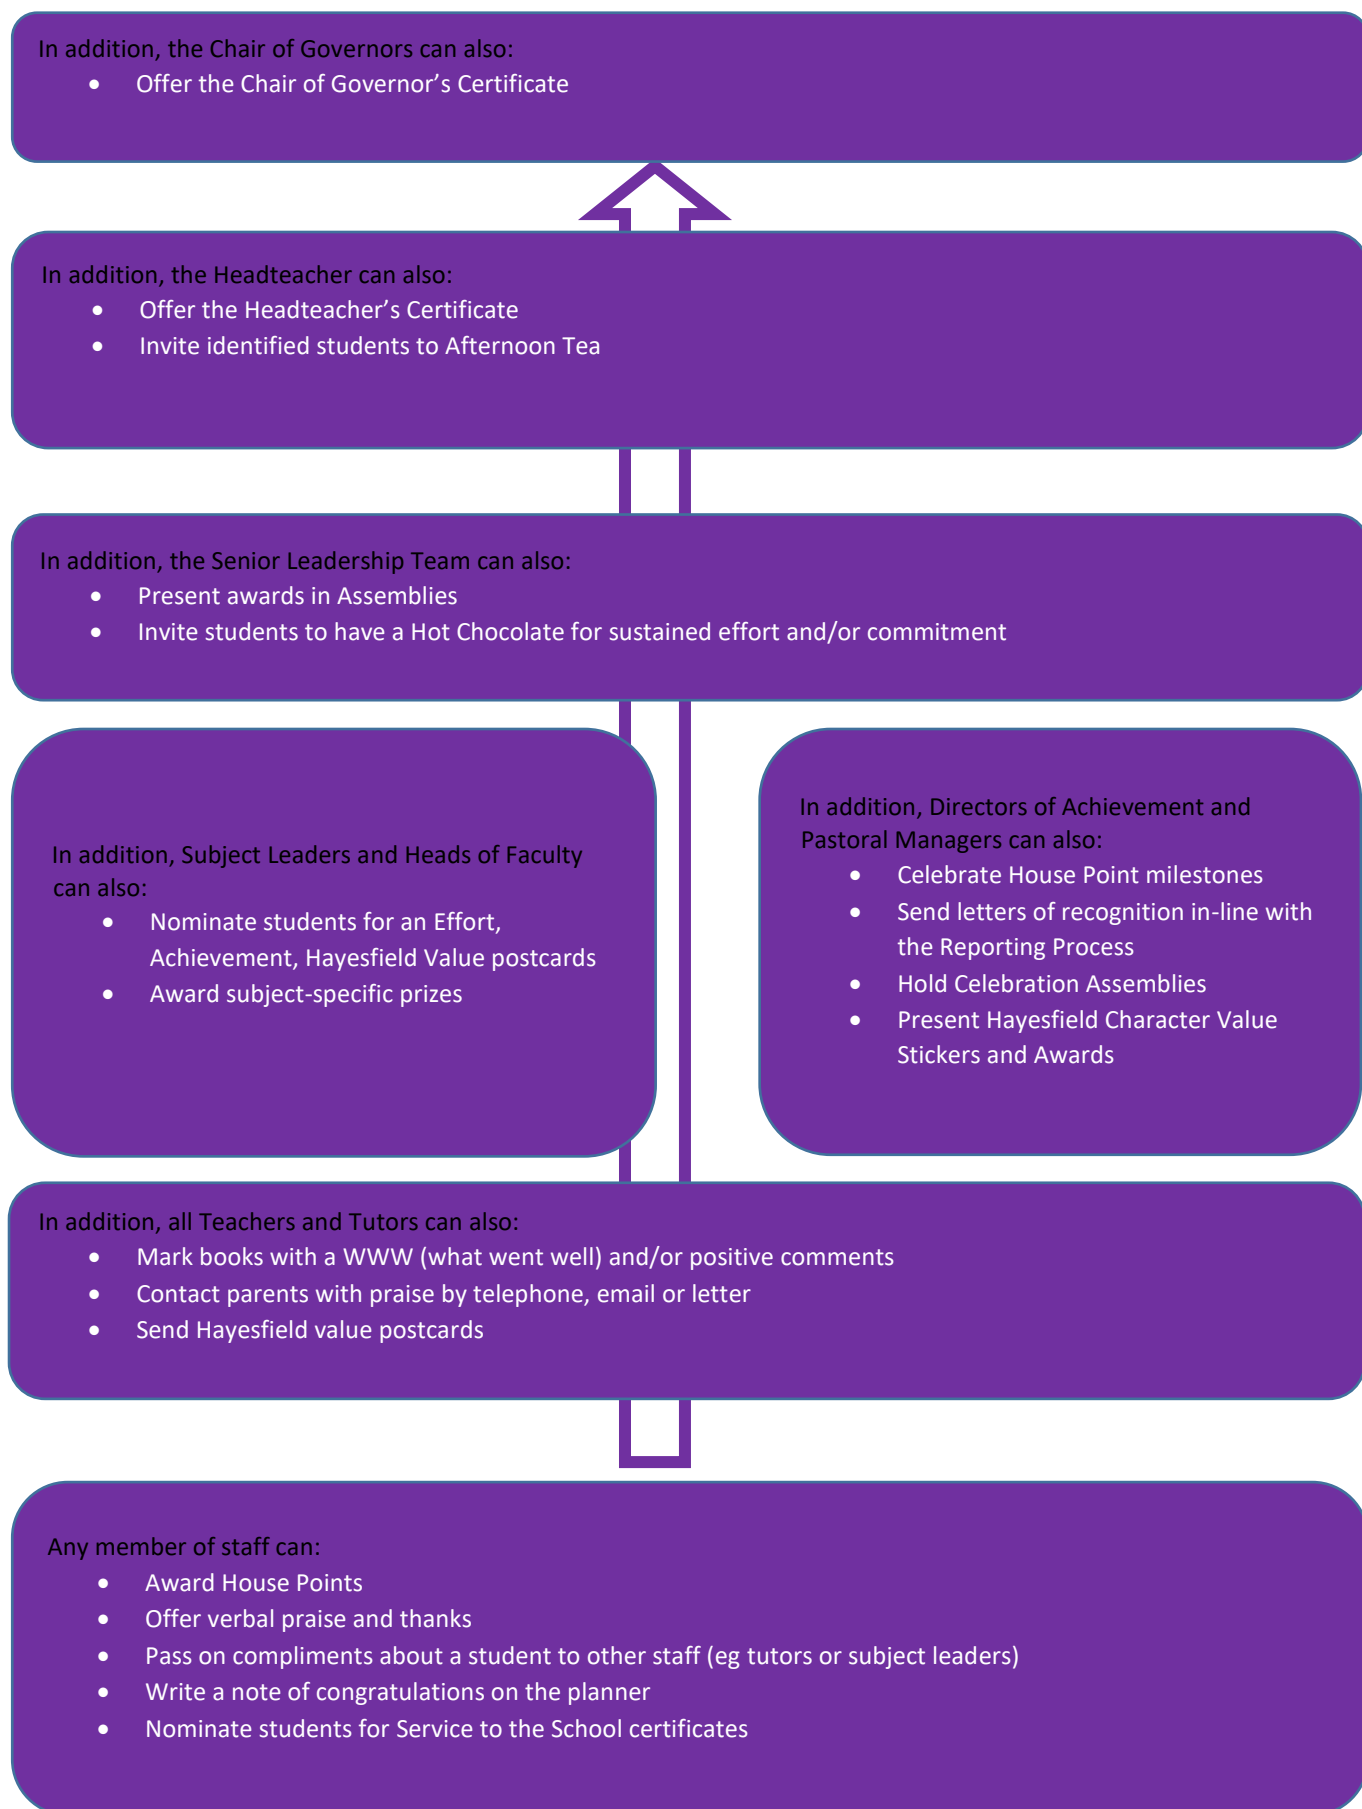 In addition, the Chair of Governors can also:
• Offer the Chair of Governor’s Certificate
In addition, the Headteacher can also:
• Offer the Headteacher’s Certificate
• Invite identified students to Afternoon Tea
In addition, the Senior Leadership Team can also:
• Present awards in Assemblies
• Invite students to have a Hot Chocolate for sustained effort and/or commitment
In addition, Subject Leaders and Heads of Faculty
can also:
• Nominate students for an Effort,
Achievement, Hayesfield Value postcards
• Award subject-specific prizes
In addition, Directors of Achievement and
Pastoral Managers can also:
• Celebrate House Point milestones
• Send letters of recognition in-line with
the Reporting Process
• Hold Celebration Assemblies
• Present Hayesfield Character Value
Stickers and Awards
In addition, all Teachers and Tutors can also:
• Mark books with a WWW (what went well) and/or positive comments
• Contact parents with praise by telephone, email or letter
• Send Hayesfield value postcards
Any member of staff can:
• Award House Points
• Offer verbal praise and thanks
• Pass on compliments about a student to other staff (eg tutors or subject leaders)
• Write a note of congratulations on the planner
• Nominate students for Service to the School certificates